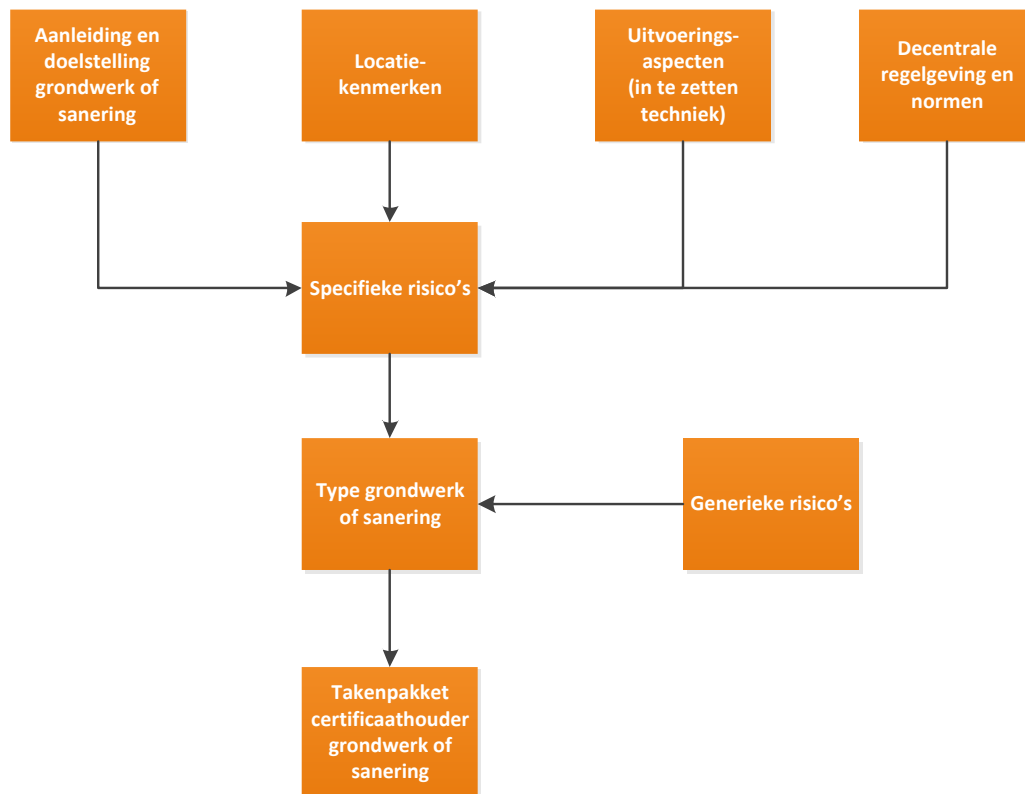 Aanleiding en
doelstelling
grondwerk of
sanering
Locatie-
kenmerken
Uitvoerings-
aspecten
(in te zetten
techniek)
Decentrale
regelgeving en
normen
Specifieke risico's
Type grondwerk
of sanering
Generieke risico's
Takenpakket
certificaathouder
grondwerk of
sanering